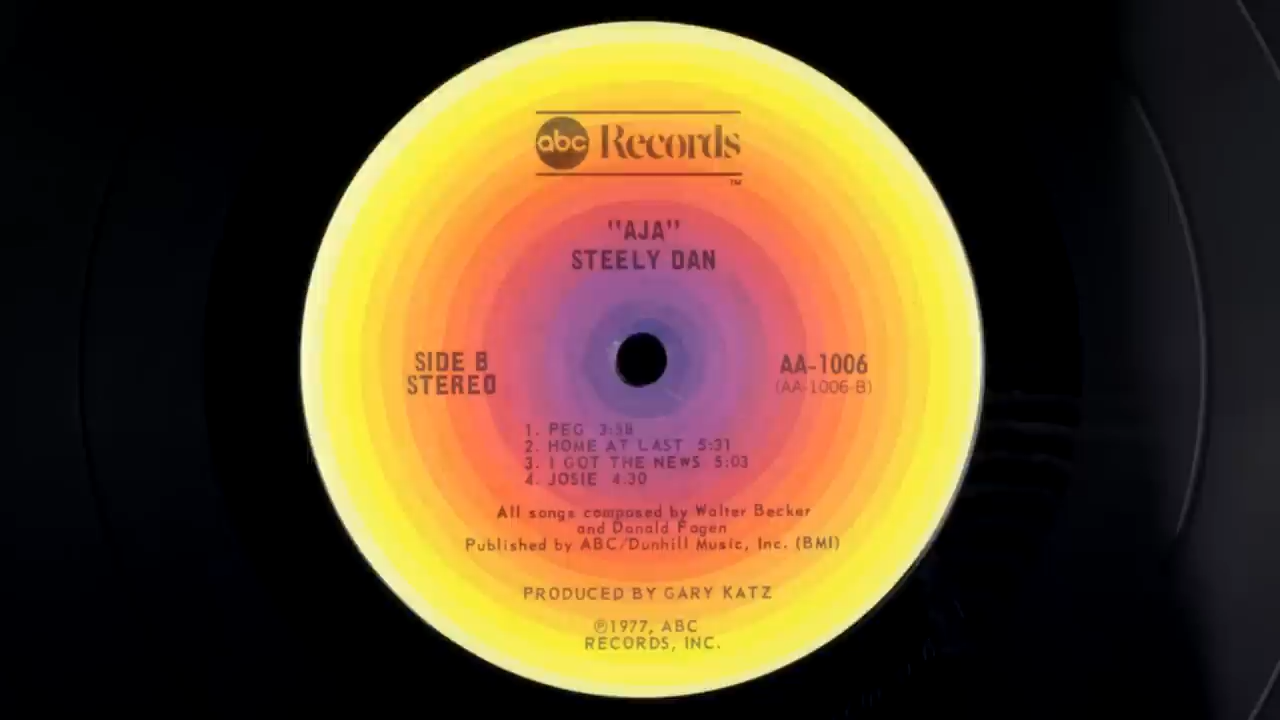 abc Records
™
"AJA"
STEELY DAN
SIDE B
STEREO
AA-1006
(AA-1006-B)
1. PEG 3:58
2. HOME AT LAST 5:31
3. I GOT THE NEWS 5:03
4. JOSIE 4:30
All songs composed by Walter Becker
and Donald Fagen
Published by ABC/Dunhill Music, Inc. (BMI)
PRODUCED BY GARY KATZ
℗1977, ABC
RECORDS, INC.